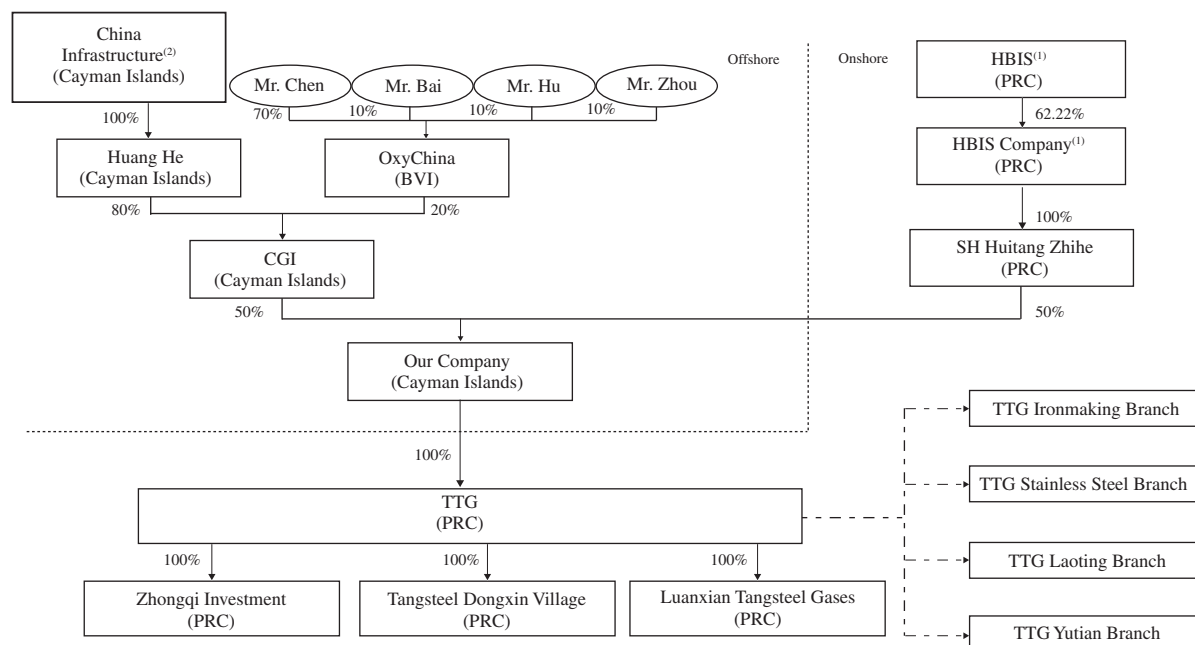 China
Infrastructure(2)
(Cayman Islands)
Offshore
Onshore
HBIS(1)
(PRC)
Mr. Chen
Mr. Bai
Mr. Hu
Mr. Zhou
70%
10%
10%
10%
100%
62.22%
Huang He
(Cayman Islands)
OxyChina
(BVI)
HBIS Company(1)
(PRC)
80%
20%
100%
CGI
(Cayman Islands)
SH Huitang Zhihe
(PRC)
50%
50%
Our Company
(Cayman Islands)
100%
TTG
(PRC)
TTG Ironmaking Branch
TTG Stainless Steel Branch
TTG Laoting Branch
TTG Yutian Branch
100%
100%
100%
Zhongqi Investment
(PRC)
Tangsteel Dongxin Village
(PRC)
Luanxian Tangsteel Gases
(PRC)